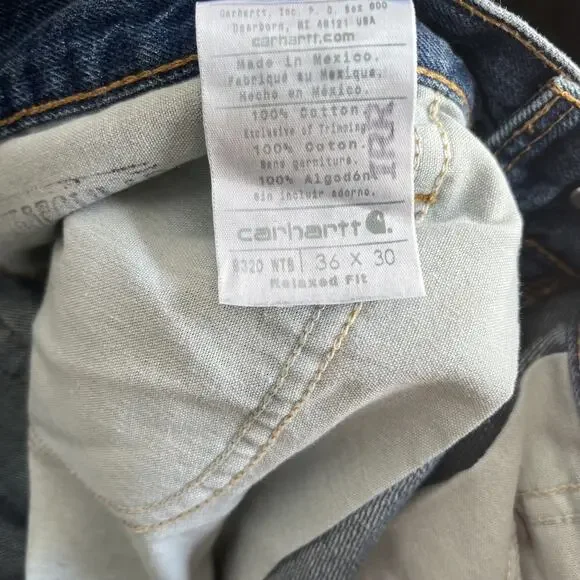 Carhartt, Inc. P. O. Box 600
Dearborn, MI 48121 USA
carhartt.com
Made in Mexico.
Fabriqué au Mexique.
Hecho en México.
100% Cotton
Exclusive of Trimming
100% Coton.
Sans garniture.
100% Algodón
sin incluir adorno.
IRR
carhartt
B320 NTB 36 X 30
Relaxed Fit